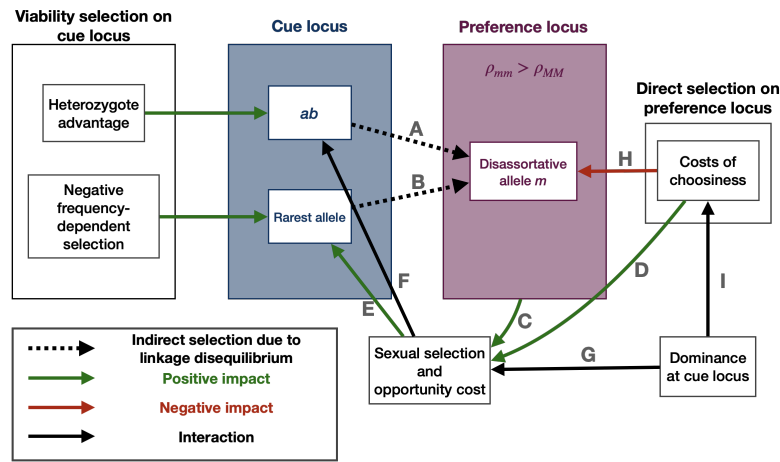 Viability selection on
cue locus
Cue locus
Preference locus
ρmm > ρMM
Direct selection on
preference locus
Heterozygote
advantage
ab
A
Disassortative
allele m
H
Costs of
choosiness
Negative
frequency-
dependent
selection
Rarest allele
B
F
E
C
D
I
G
Sexual selection
and
opportunity cost
Dominance
at cue locus
Indirect selection due to
linkage disequilibrium
Positive impact
Negative impact
Interaction